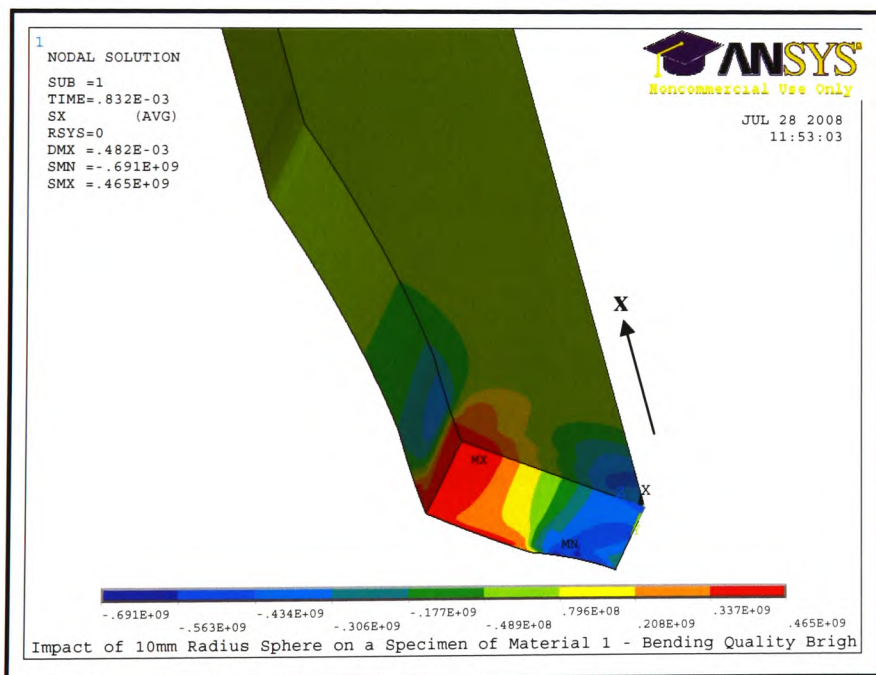 1
NODAL SOLUTION
SUB =1
TIME=.832E-03
SX (AVG)
RSYS=0
DMX =.482E-03
SMN =-.691E+09
SMX =.465E+09
ANSYS
Noncommercial Use Only
JUL 28 2008
11:53:03
X
MX
X
MN
-.691E+09
-.563E+09
-.434E+09
-.306E+09
-.177E+09
-.489E+08
.796E+08
.208E+09
.337E+09
.465E+09
Impact of 10mm Radius Sphere on a Specimen of Material 1 - Bending Quality Brigh